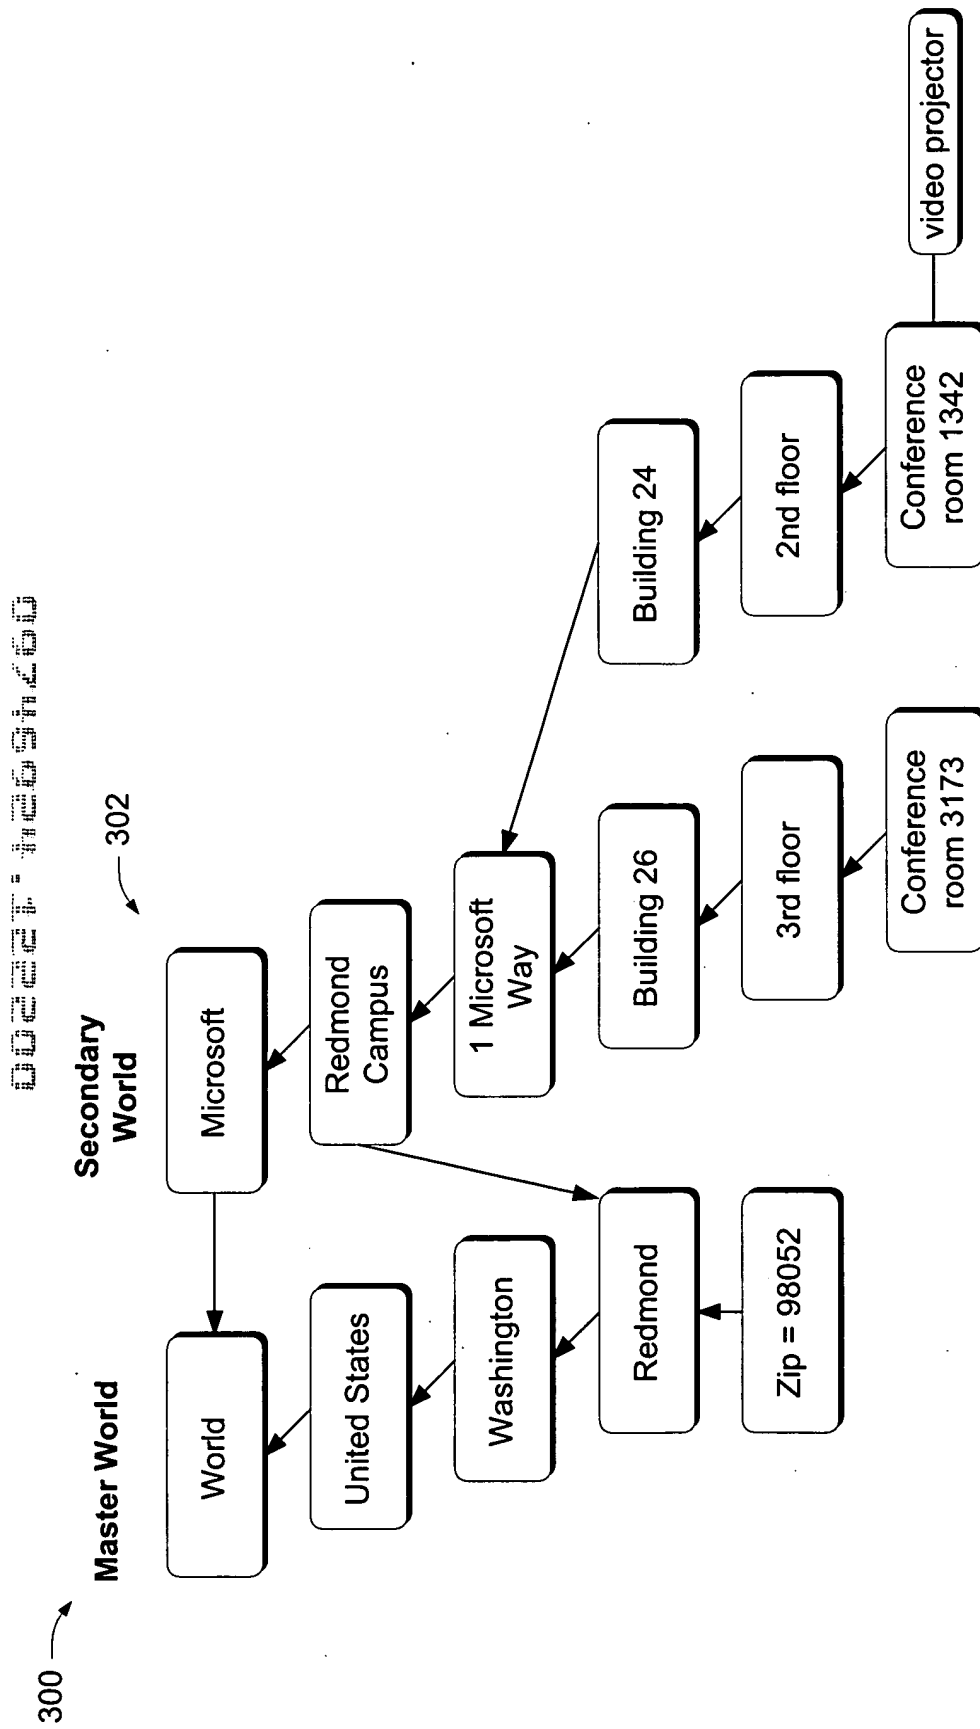 300
Master World
Secondary
World
302
World
Microsoft
United States
Redmond
Campus
Washington
1 Microsoft
Way
Redmond
Building 26
Building 24
Zip = 98052
3rd floor
2nd floor
Conference
room 3173
Conference
room 1342
video projector